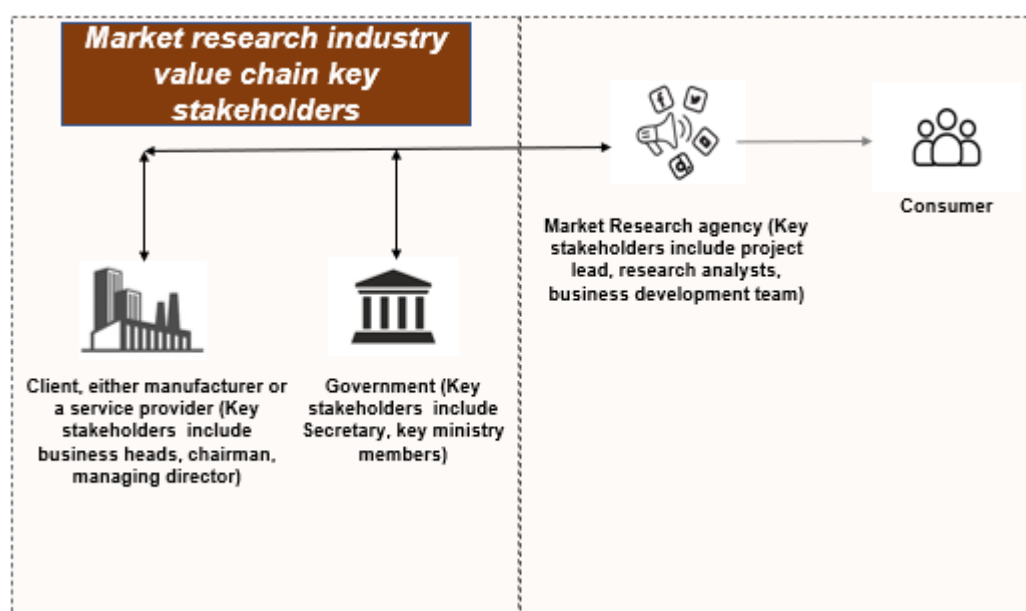 Market research industry
value chain key
stakeholders
Consumer
Market Research agency (Key
stakeholders include project
lead, research analysts,
business development team)
Client, either manufacturer or
a service provider (Key
stakeholders include
business heads, chairman,
managing director)
Government (Key
stakeholders include
Secretary, key ministry
members)